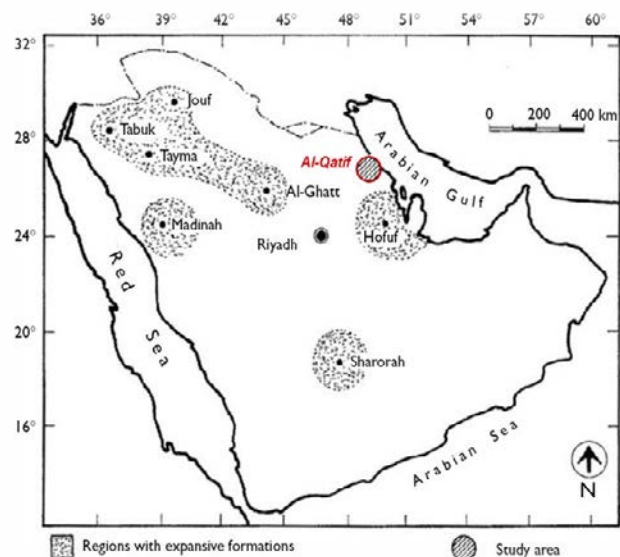 36° 39° 42° 45° 48° 51° 54° 57° 60°
32°
28°
24°
20°
16°
Jouf
Tabuk
Tayma
Al-Qatif
Al-Ghatt
Madinah
Riyadh
Hofuf
Sharorah
Arabian Gulf
Red Sea
Arabian Sea
0 200 400 km
N
Regions with expansive formations
Study area